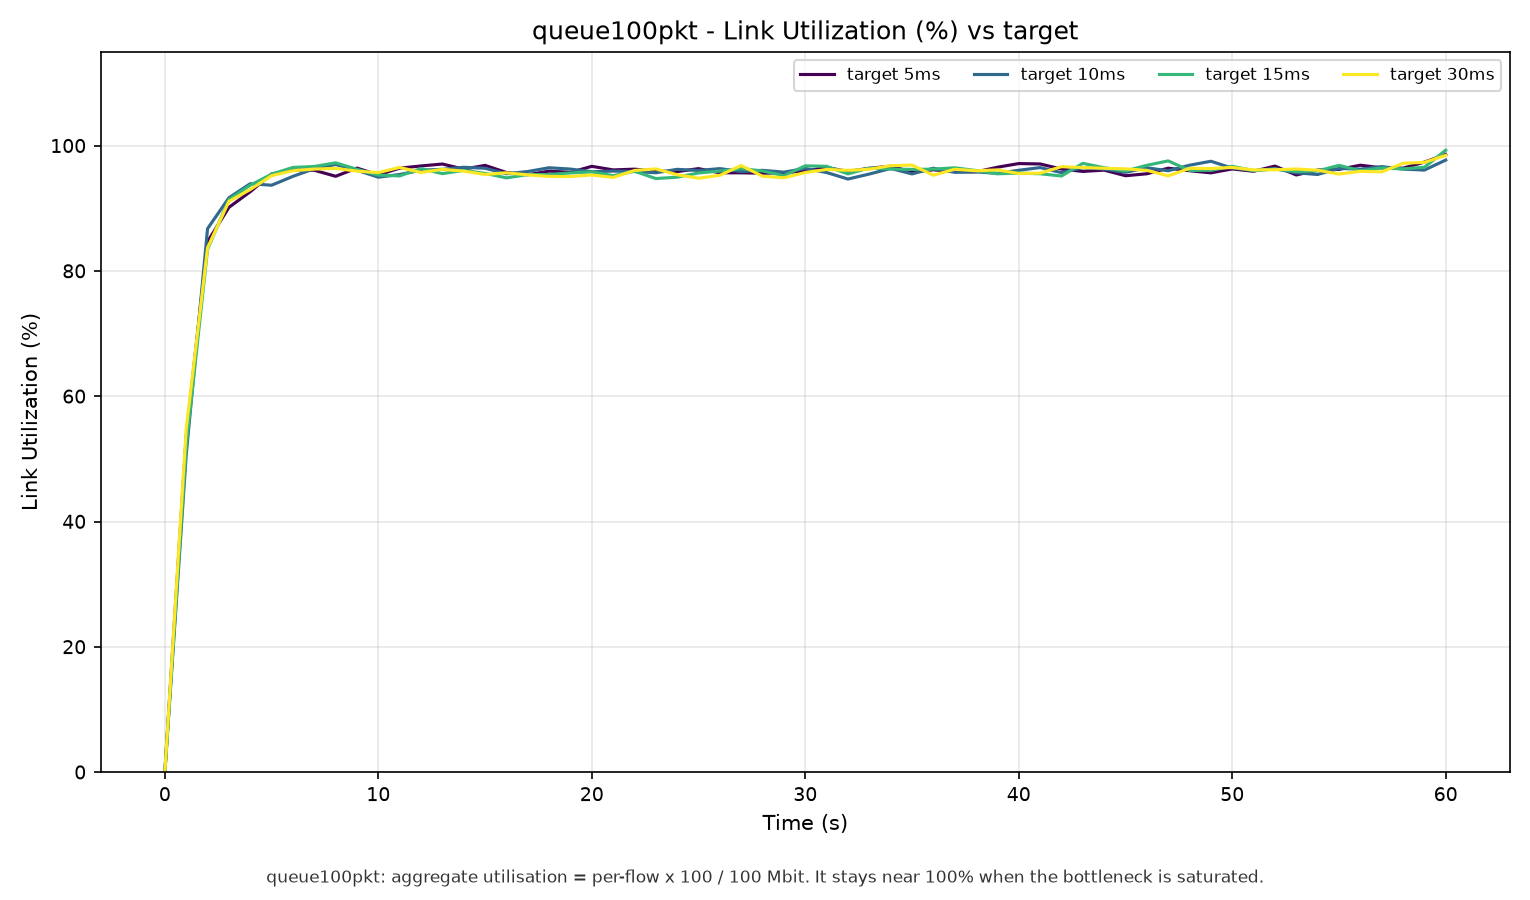 queue100pkt - Link Utilization (%) vs target
target 5ms
target 10ms
target 15ms
target 30ms
Link Utilization (%)
100
80
60
40
20
0
0
10
20
30
40
50
60
Time (s)
queue100pkt: aggregate utilisation = per-flow x 100 / 100 Mbit. It stays near 100% when the bottleneck is saturated.